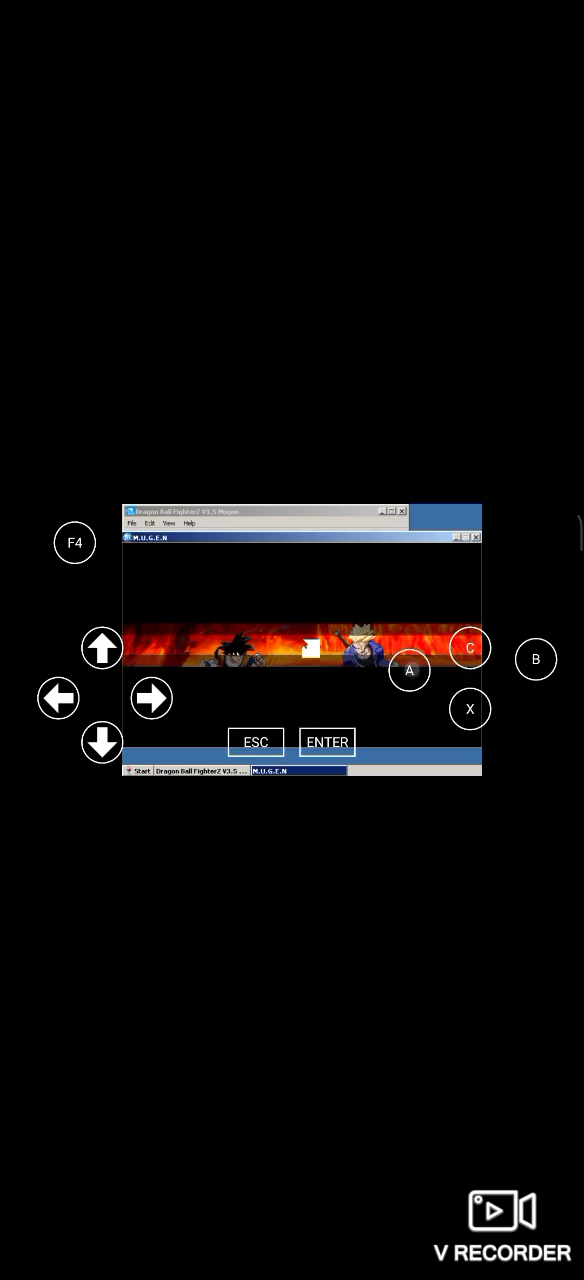 Dragon Ball FighterZ V3.5 Mugen
File Edit View Help
M.U.G.E.N
F4
C
B
A
X
ESC ENTER
Start Dragon Ball FighterZ V3.5 ... M.U.G.E.N
V RECORDER